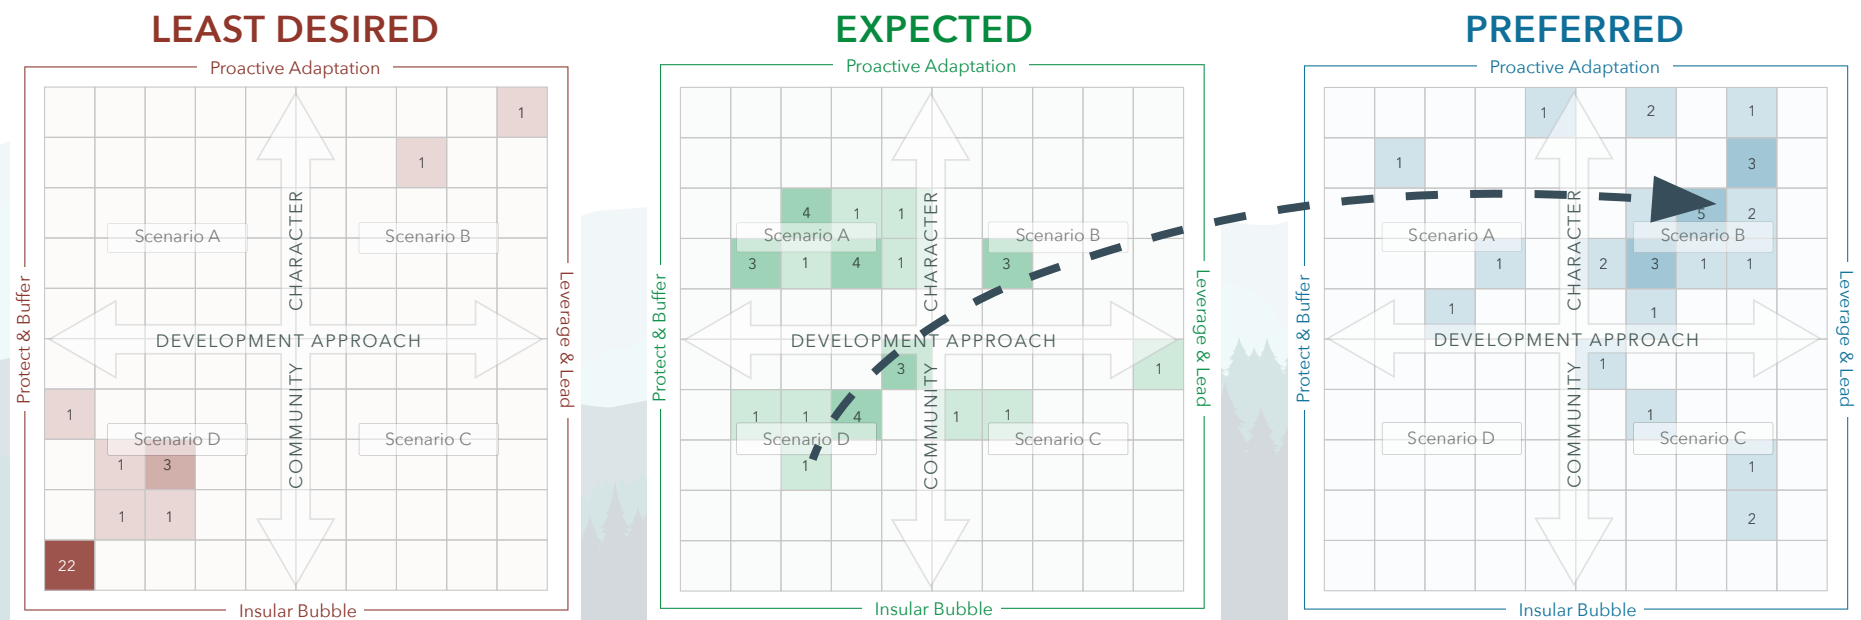 LEAST DESIRED
Proactive Adaptation
1
1
Scenario A
Scenario B
CHARACTER
Protect & Buffer
Leverage & Lead
DEVELOPMENT APPROACH
COMMUNITY
1
Scenario D
Scenario C
1 3
1 1
22
Insular Bubble
EXPECTED
Proactive Adaptation
4 1 1
Scenario A
Scenario B
3 1 4 1 3
CHARACTER
Protect & Buffer
Leverage & Lead
DEVELOPMENT APPROACH
COMMUNITY
3 1
1 1 4 1 1
Scenario D
Scenario C
1
Insular Bubble
PREFERRED
Proactive Adaptation
1 2 1
1 3
5 2
Scenario A
Scenario B
1 2 3 1 1
CHARACTER
Protect & Buffer
Leverage & Lead
1 1
DEVELOPMENT APPROACH
COMMUNITY
1
1
Scenario D
Scenario C
1
2
Insular Bubble